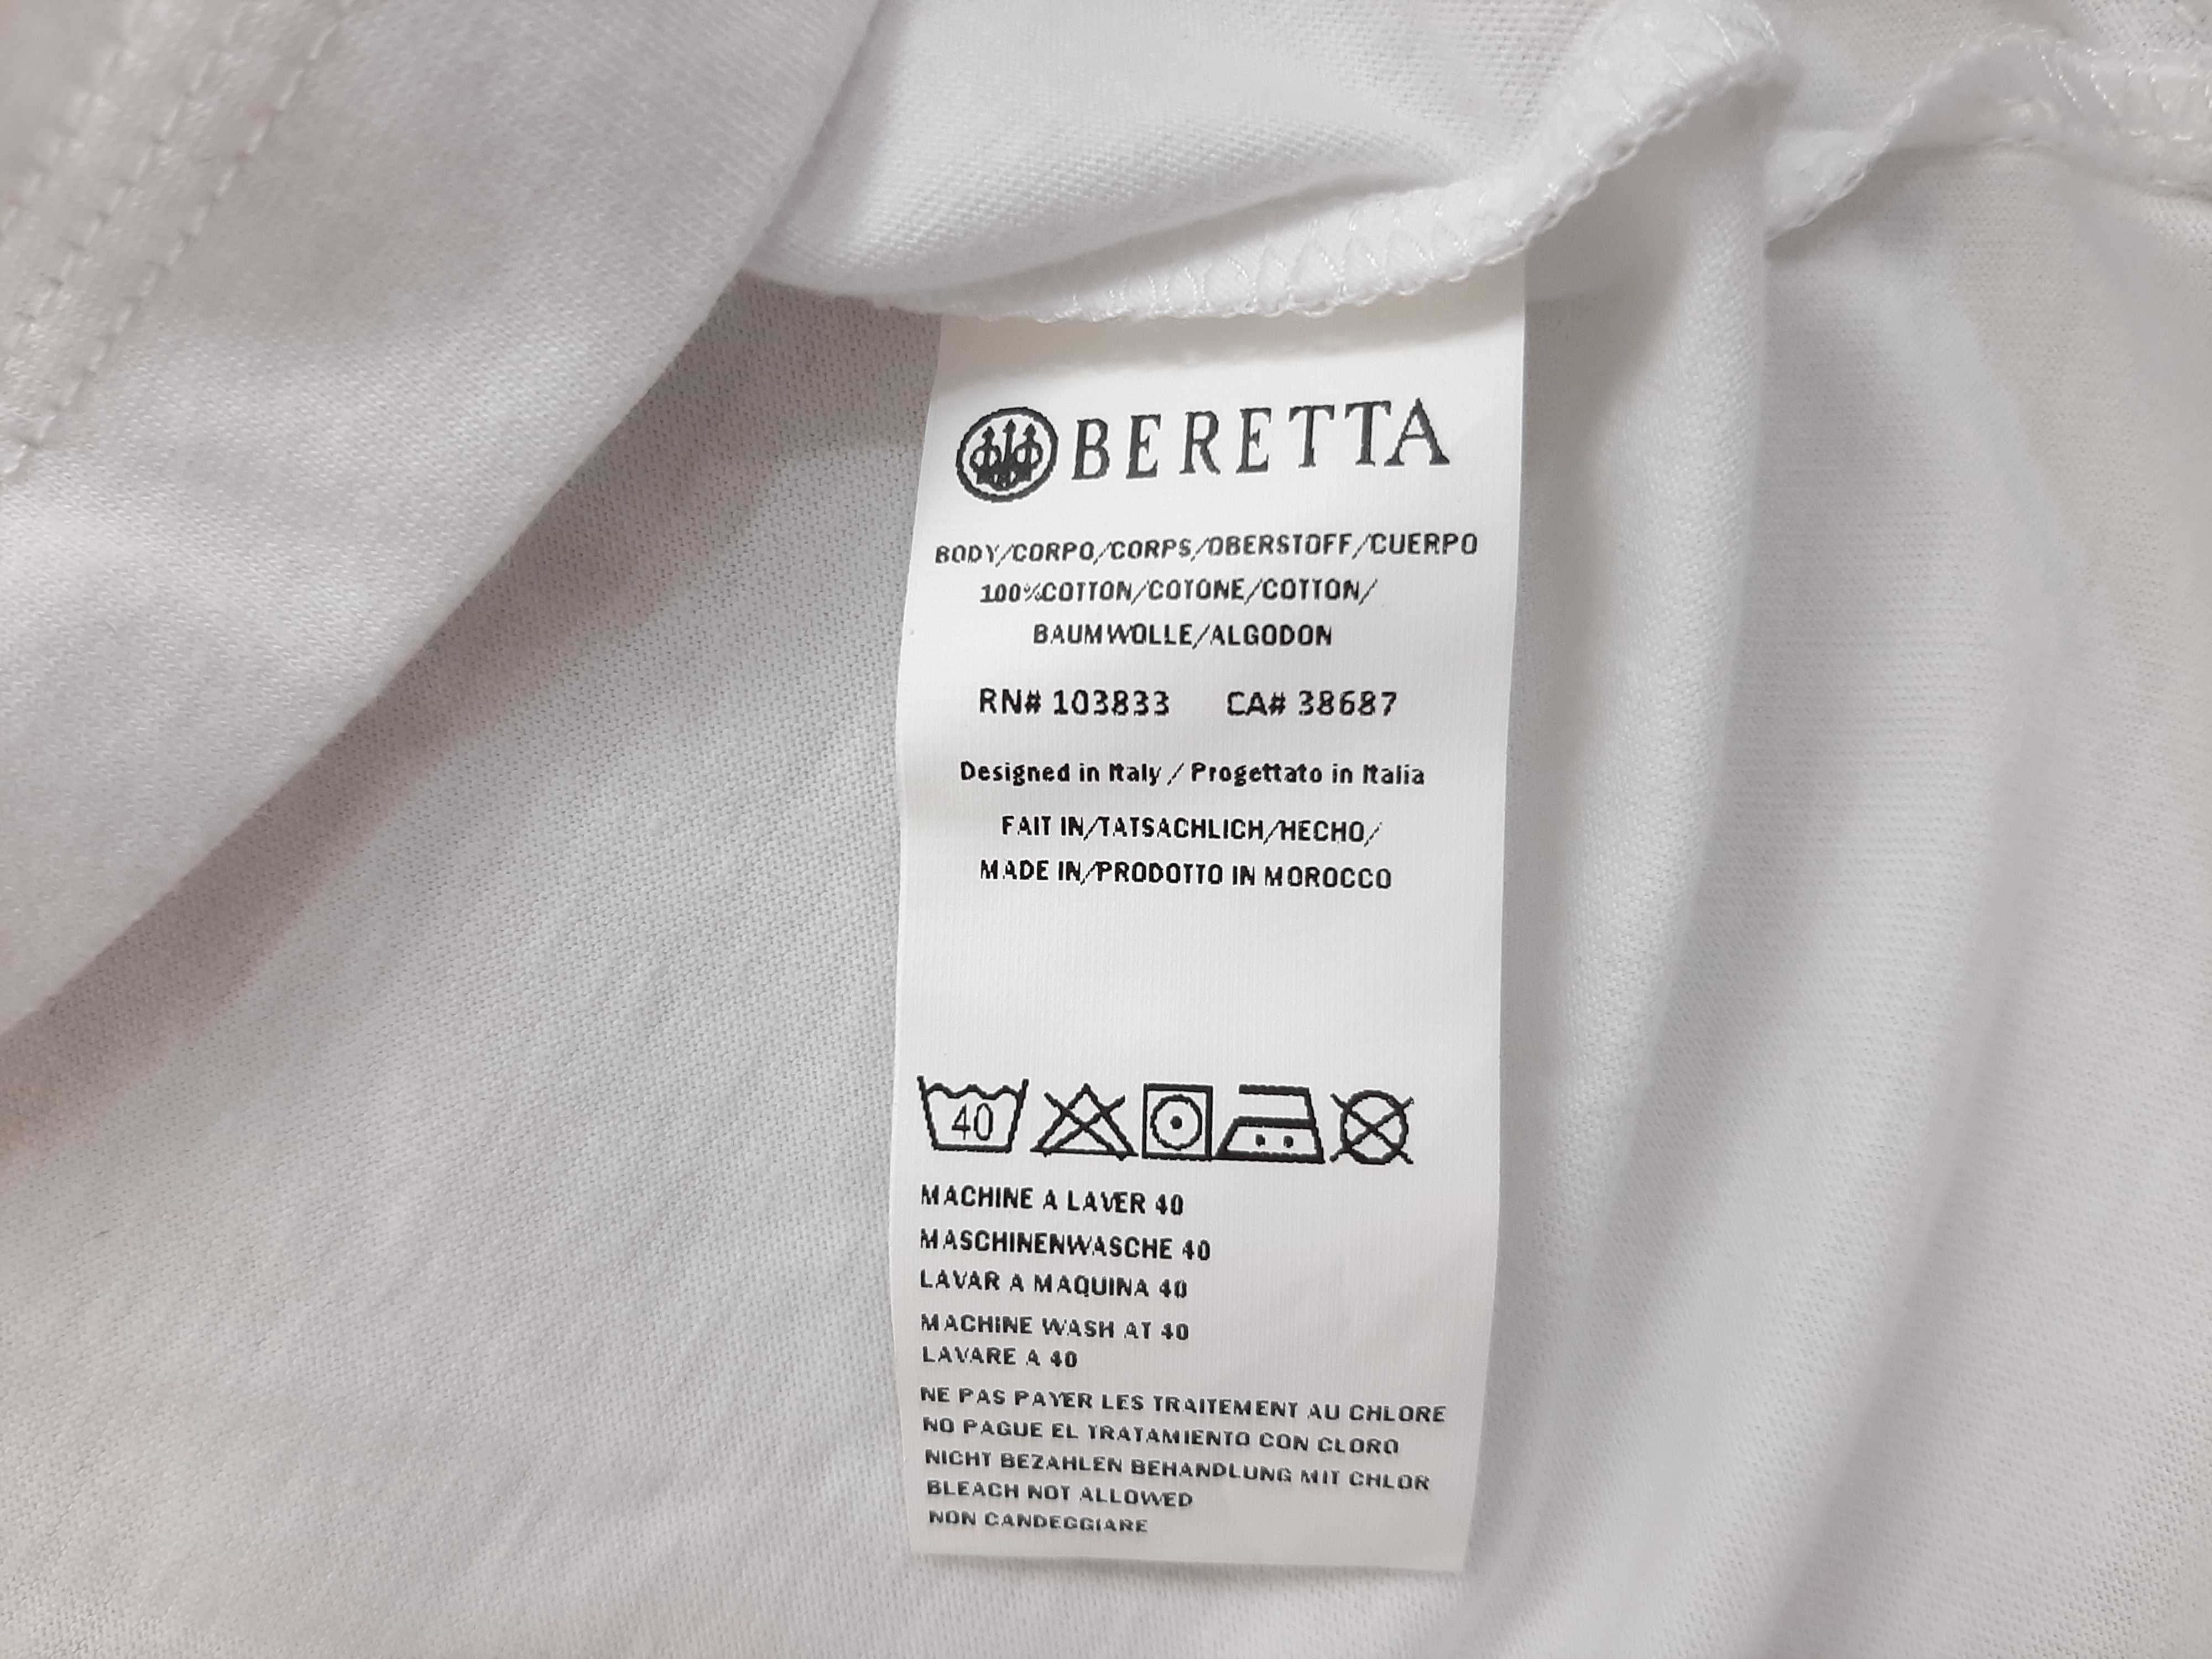 BERETTA
BODY/CORPO/CORPS/OBERSTOFF/CUERPO
100%COTTON/COTONE/COTTON/
BAUMWOLLE/ALGODON
RN# 103833 CA# 38687
Designed in Italy / Progettato in Italia
FAIT IN/TATSACHLICH/HECHO/
MADE IN/PRODOTTO IN MOROCCO
40
MACHINE A LAVER 40
MASCHINENWASCHE 40
LAVAR A MAQUINA 40
MACHINE WASH AT 40
LAVARE A 40
NE PAS PAYER LES TRAITEMENT AU CHLORE
NO PAGUE EL TRATAMIENTO CON CLORO
NICHT BEZAHLEN BEHANDLUNG MIT CHLOR
BLEACH NOT ALLOWED
NON CANDEGGIARE